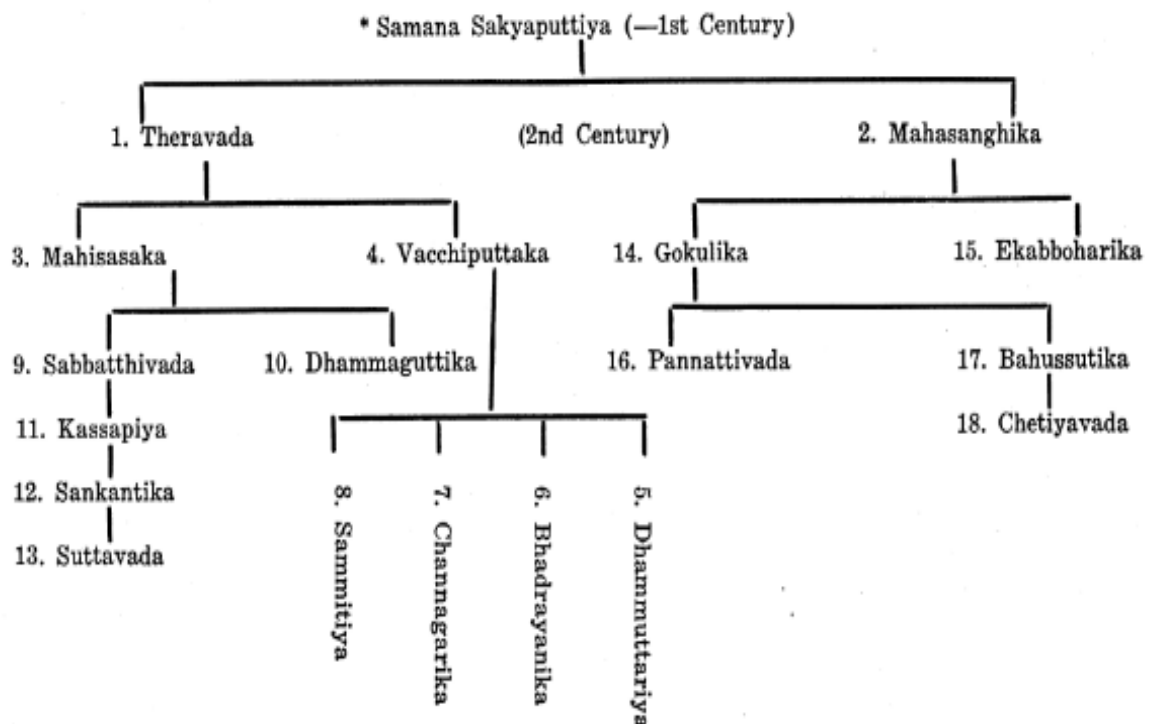 * Samana Sakyaputtiya (—1st Century)
1. Theravada (2nd Century) 2. Mahasanghika
3. Mahisasaka 4. Vacchiputtaka 14. Gokulika 15. Ekabboharika
9. Sabbatthivada 10. Dhammaguttika 16. Pannattivada 17. Bahussutika
11. Kassapiya 18. Chetiyavada
12. Sankantika
13. Suttavada
8. Sammitiya
7. Channagarika
6. Bhadrayanika
5. Dhammuttariya